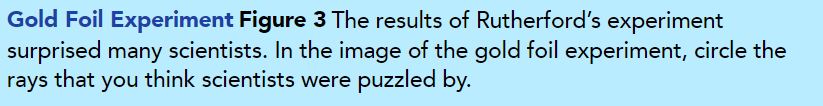 Gold Foil Experiment Figure 3 The results of Rutherford's experiment
surprised many scientists. In the image of the gold foil experiment, circle the
rays that you think scientists were puzzled by.